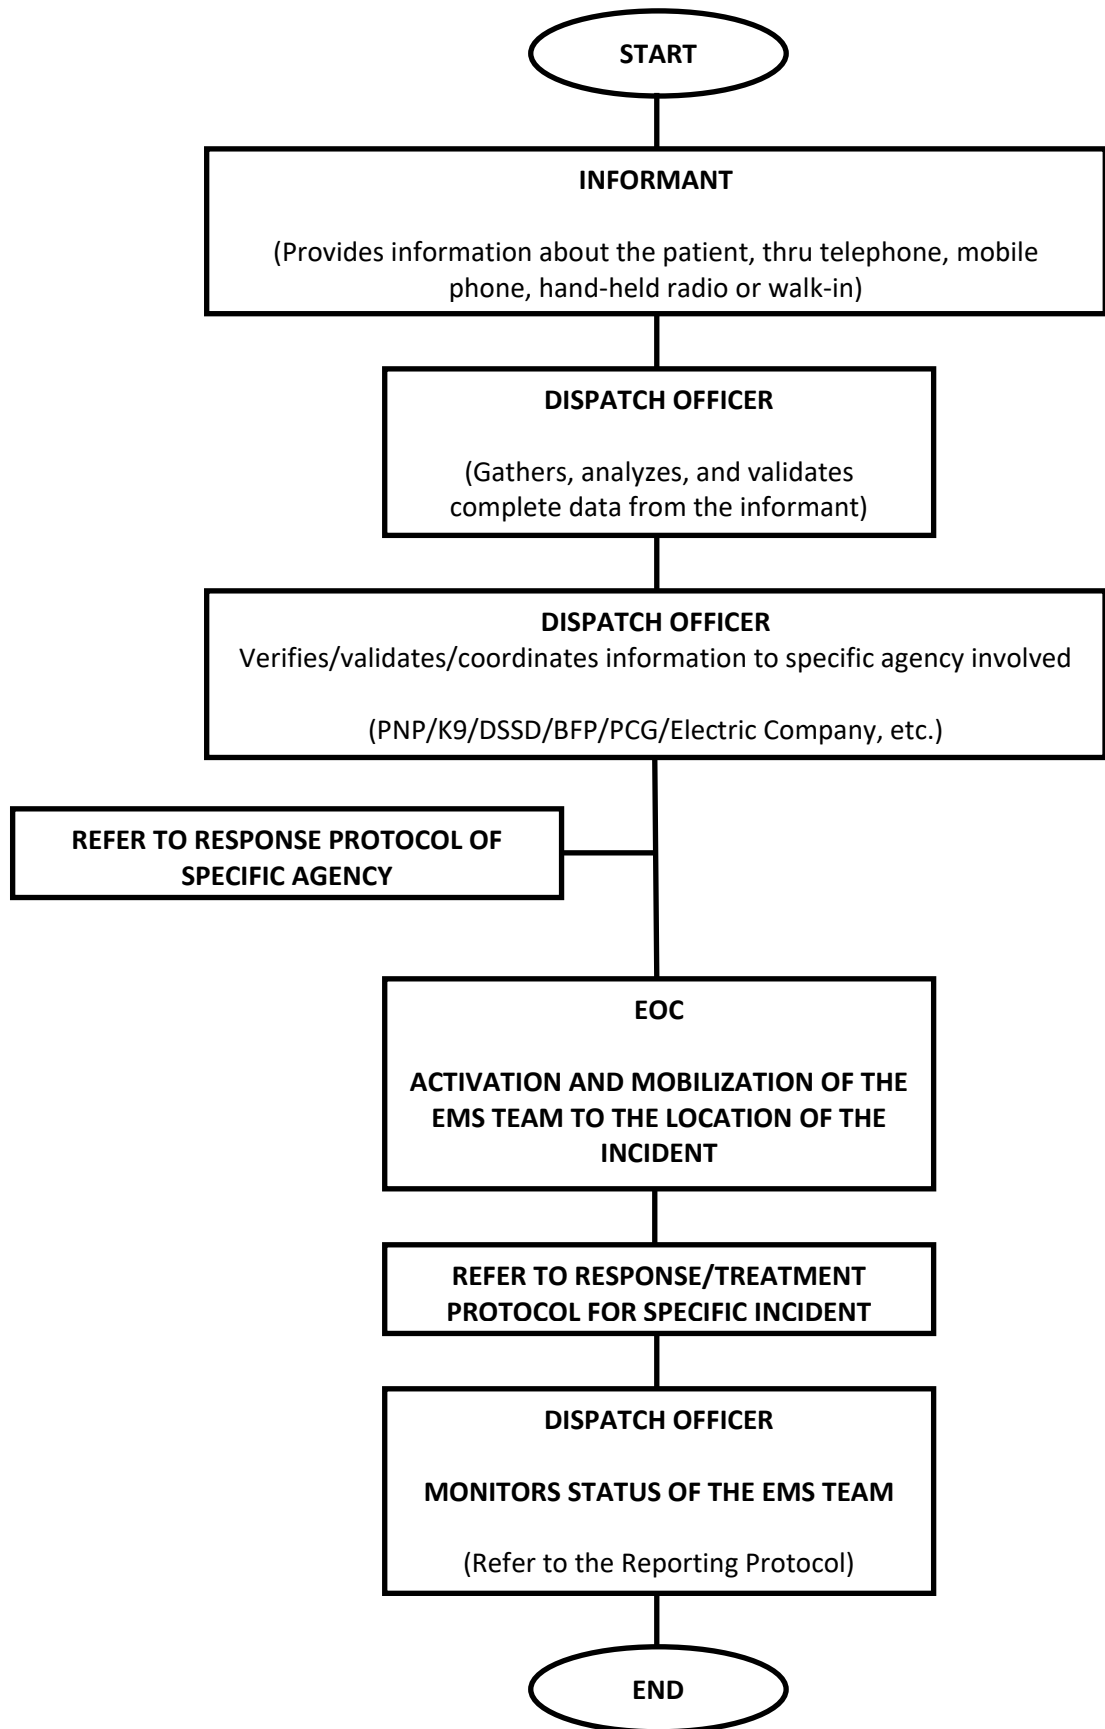 START
INFORMANT
(Provides information about the patient, thru telephone, mobile
phone, hand-held radio or walk-in)
DISPATCH OFFICER
(Gathers, analyzes, and validates
complete data from the informant)
DISPATCH OFFICER
Verifies/validates/coordinates information to specific agency involved
(PNP/K9/DSSD/BFP/PCG/Electric Company, etc.)
REFER TO RESPONSE PROTOCOL OF
SPECIFIC AGENCY
EOC
ACTIVATION AND MOBILIZATION OF THE
EMS TEAM TO THE LOCATION OF THE
INCIDENT
REFER TO RESPONSE/TREATMENT
PROTOCOL FOR SPECIFIC INCIDENT
DISPATCH OFFICER
MONITORS STATUS OF THE EMS TEAM
(Refer to the Reporting Protocol)
END